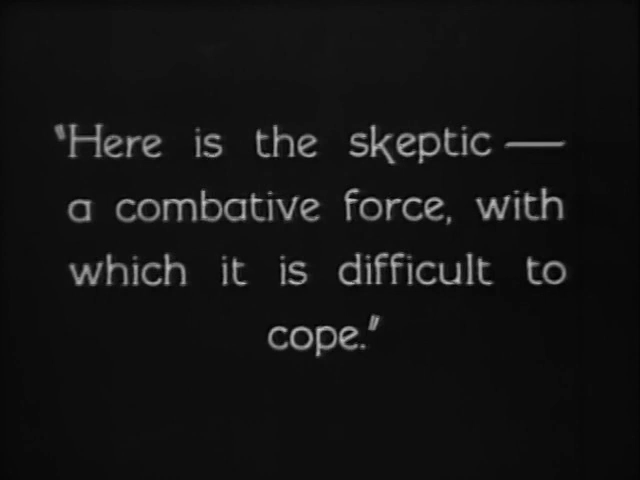 "Here is the skeptic —
a combative force, with
which it is difficult to
cope."